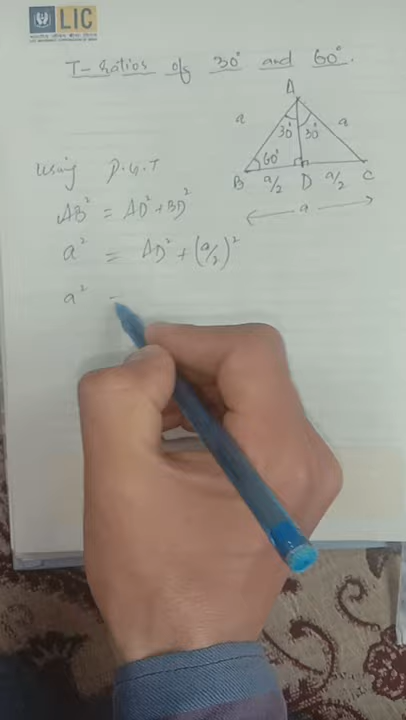 LIC
T-ratios of 30° and 60°.
A
a 30° 30° a
60°
B a/2 D a/2 C
a
Using P.G.T
AB² = AD² + BD²
a² = AD² + (a/2)²
a² =